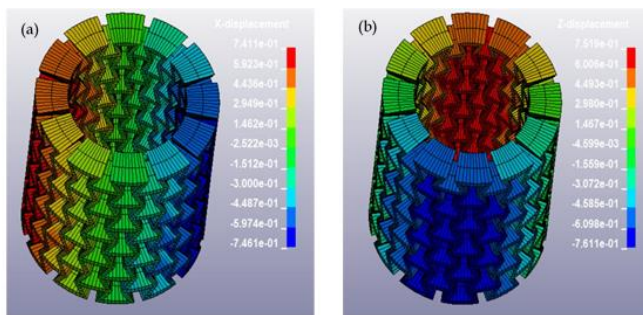 (a)
X-displacement
7.411e-01
5.923e-01
4.436e-01
2.949e-01
1.462e-01
-2.522e-03
-1.512e-01
-3.000e-01
-4.487e-01
-5.974e-01
-7.461e-01
(b)
Z-displacement
7.519e-01
6.006e-01
4.493e-01
2.980e-01
1.467e-01
-4.599e-03
-1.559e-01
-3.072e-01
-4.585e-01
-6.098e-01
-7.611e-01